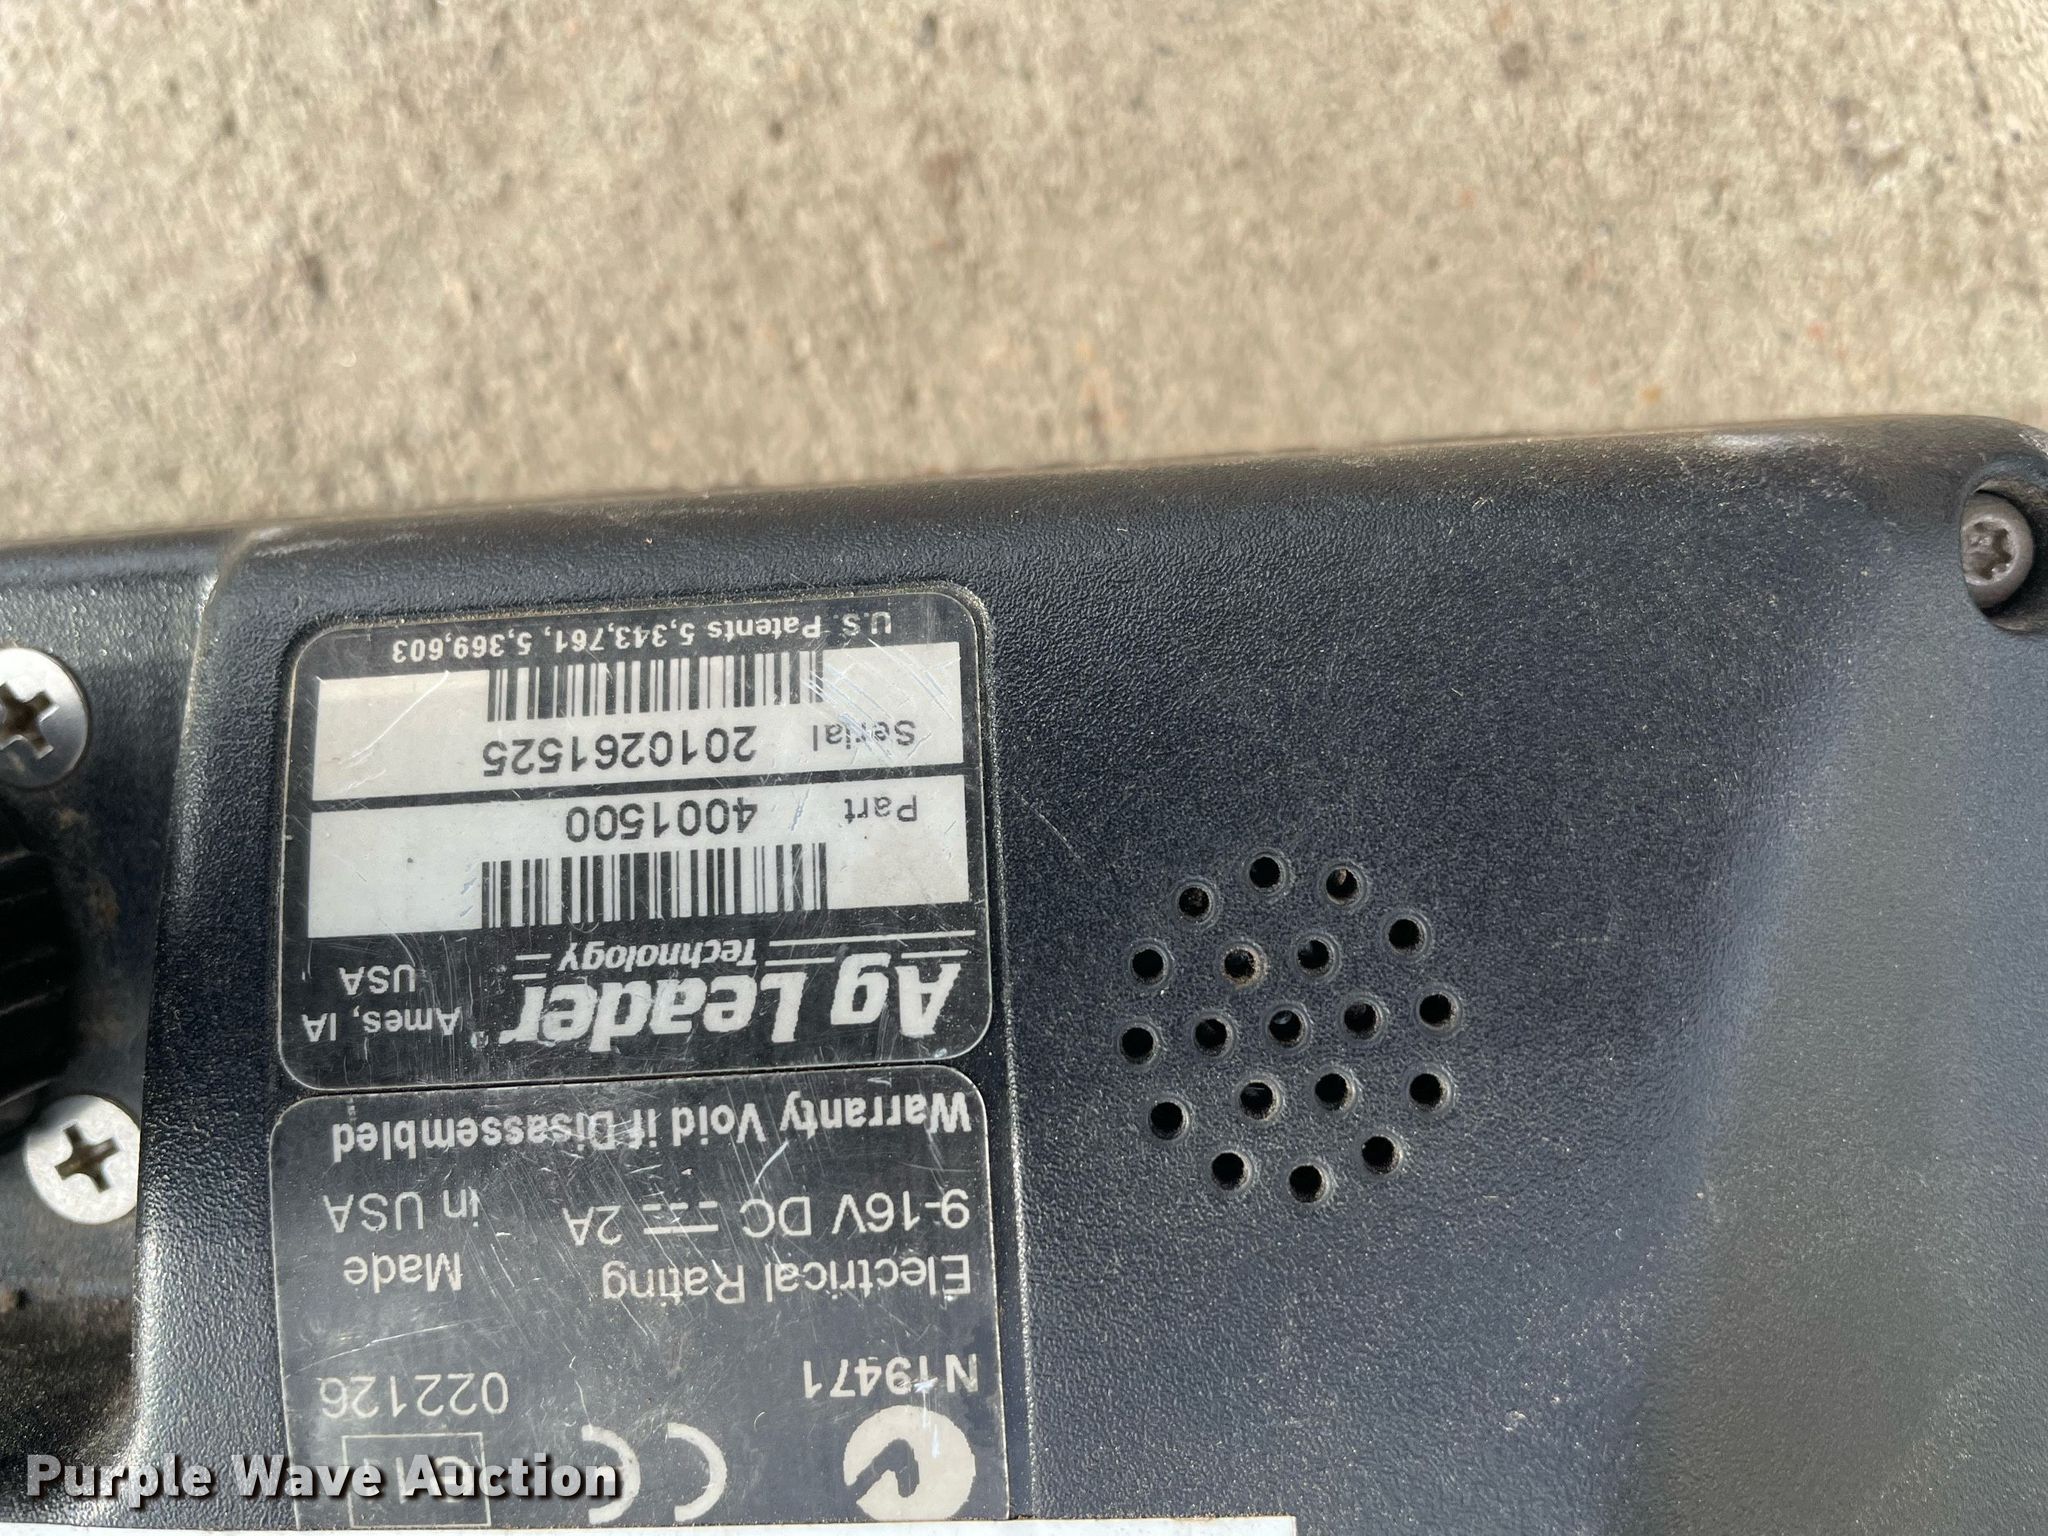 N19471
e11
022126
Electrical Rating
9-16V DC 2A
Made
in USA
Warranty Void if Disassembled
Ag Leader®
Technology
Ames, IA
USA
Part 4001500
Serial 2010261525
U.S. Patents 5,343,761, 5,369,603
Purple Wave Auction